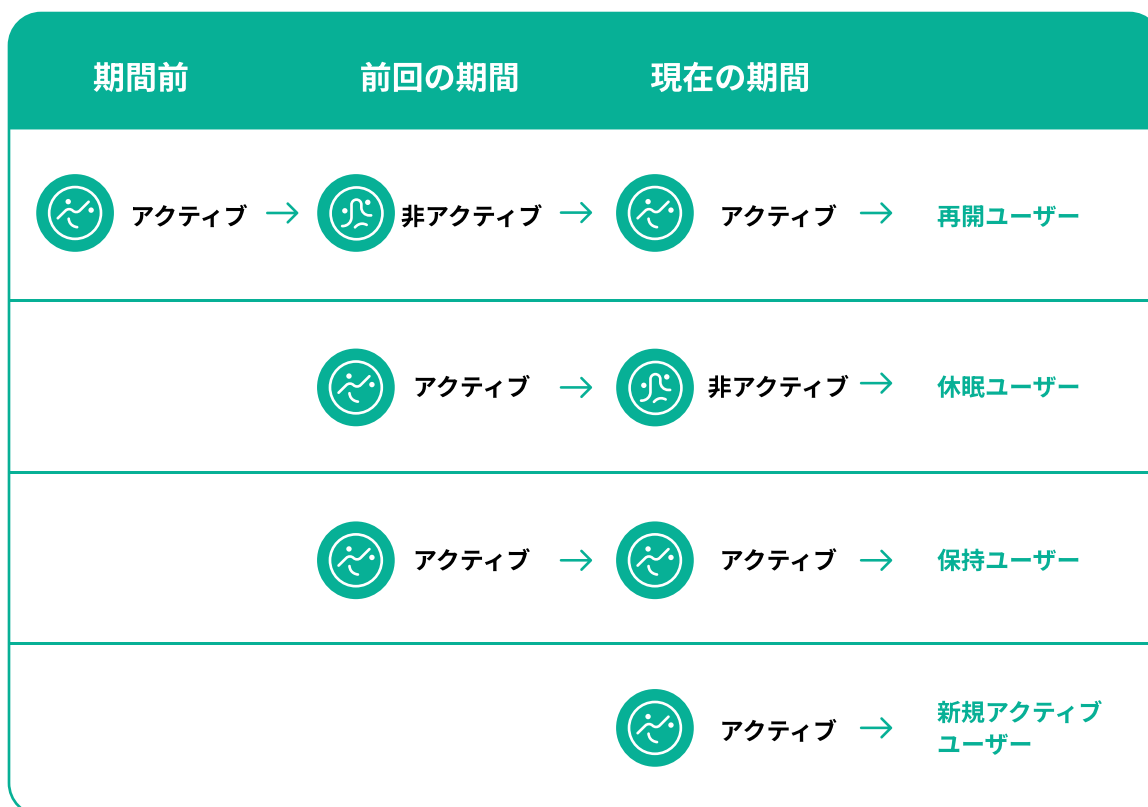 期間前 前回の期間 現在の期間
アクティブ → 非アクティブ → アクティブ → 再開ユーザー
アクティブ → 非アクティブ → 休眠ユーザー
アクティブ → アクティブ → 保持ユーザー
アクティブ → 新規アクティブ
ユーザー